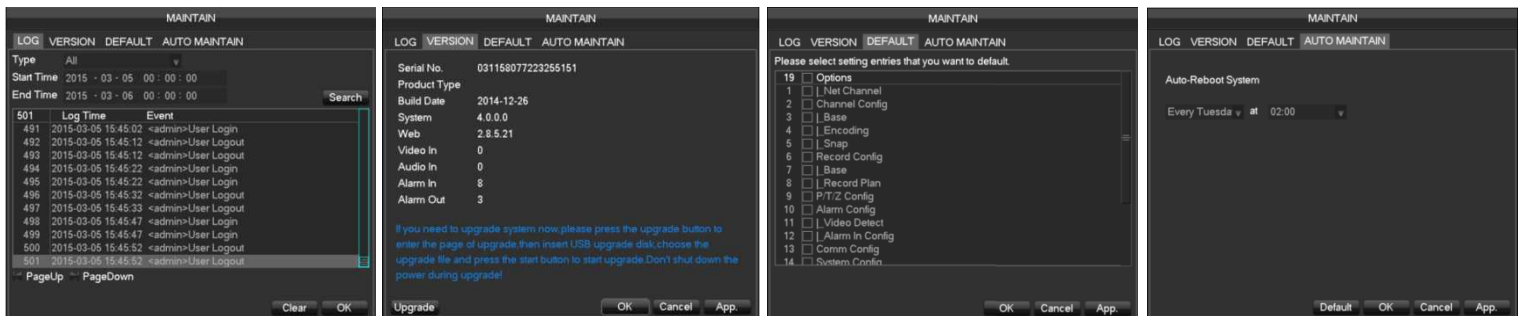 MAINTAIN
LOG VERSION DEFAULT AUTO MAINTAIN
Type All
Start Time 2015 - 03 - 05 00 : 00 : 00
End Time 2015 - 03 - 06 00 : 00 : 00 Search
501 Log Time Event
491 2015-03-05 15:45:02 <admin>User Login
492 2015-03-05 15:45:12 <admin>User Logout
493 2015-03-05 15:45:12 <admin>User Logout
494 2015-03-05 15:45:22 <admin>User Login
495 2015-03-05 15:45:22 <admin>User Login
496 2015-03-05 15:45:32 <admin>User Logout
497 2015-03-05 15:45:33 <admin>User Logout
498 2015-03-05 15:45:47 <admin>User Login
499 2015-03-05 15:45:47 <admin>User Login
500 2015-03-05 15:45:52 <admin>User Logout
501 2015-03-05 15:45:52 <admin>User Logout
PageUp PageDown
Clear OK
MAINTAIN
LOG VERSION DEFAULT AUTO MAINTAIN
Serial No. 031158077223255151
Product Type
Build Date 2014-12-26
System 4.0.0.0
Web 2.8.5.21
Video In 0
Audio In 0
Alarm In 8
Alarm Out 3
If you need to upgrade system now,please press the upgrade button to
enter the page of upgrade,then insert USB upgrade disk,choose the
upgrade file and press the start button to start upgrade.Don't shut down the
power during upgrade!
Upgrade OK Cancel App.
MAINTAIN
LOG VERSION DEFAULT AUTO MAINTAIN
Please select setting entries that you want to default.
19 Options
1 |_Net Channel
2 Channel Config
3 |_Base
4 |_Encoding
5 |_Snap
6 Record Config
7 |_Base
8 |_Record Plan
9 P/T/Z Config
10 Alarm Config
11 |_Video Detect
12 |_Alarm In Config
13 Comm Config
14 System Config
OK Cancel App.
MAINTAIN
LOG VERSION DEFAULT AUTO MAINTAIN
Auto-Reboot System
Every Tuesda at 02:00
Default OK Cancel App.